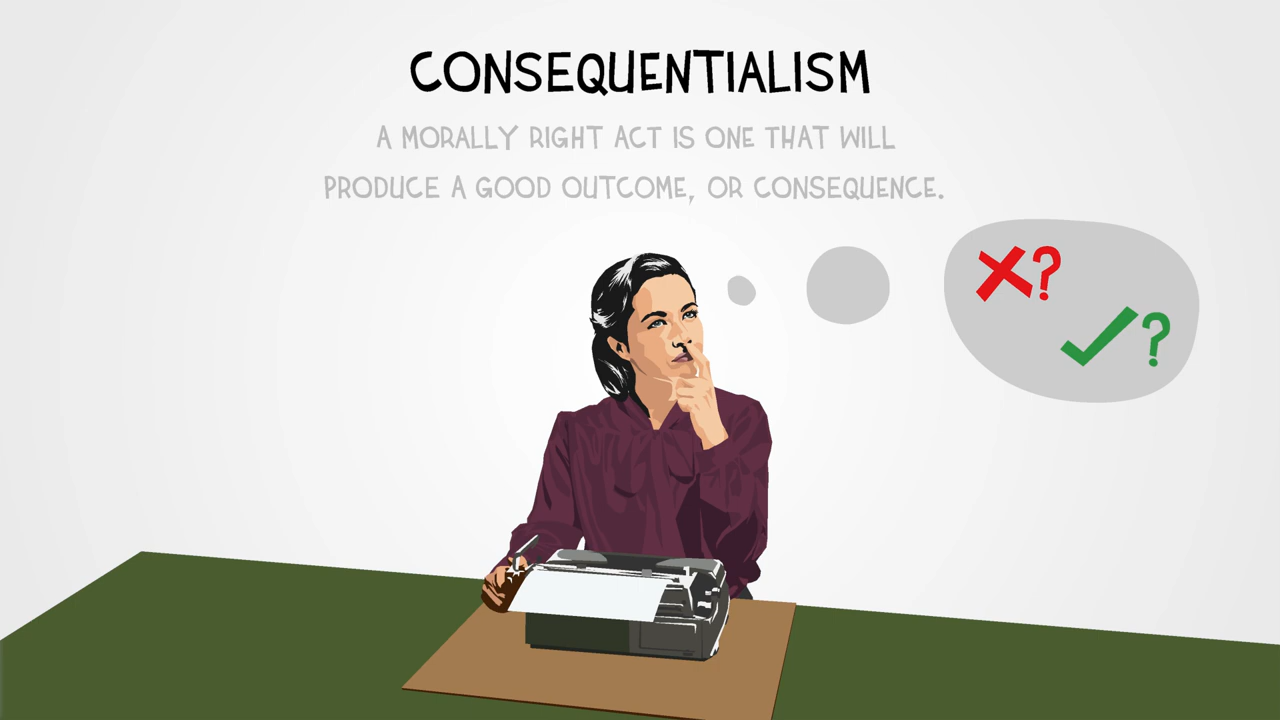 CONSEQUENTIALISM
A MORALLY RIGHT ACT IS ONE THAT WILL
PRODUCE A GOOD OUTCOME, OR CONSEQUENCE.
?
?